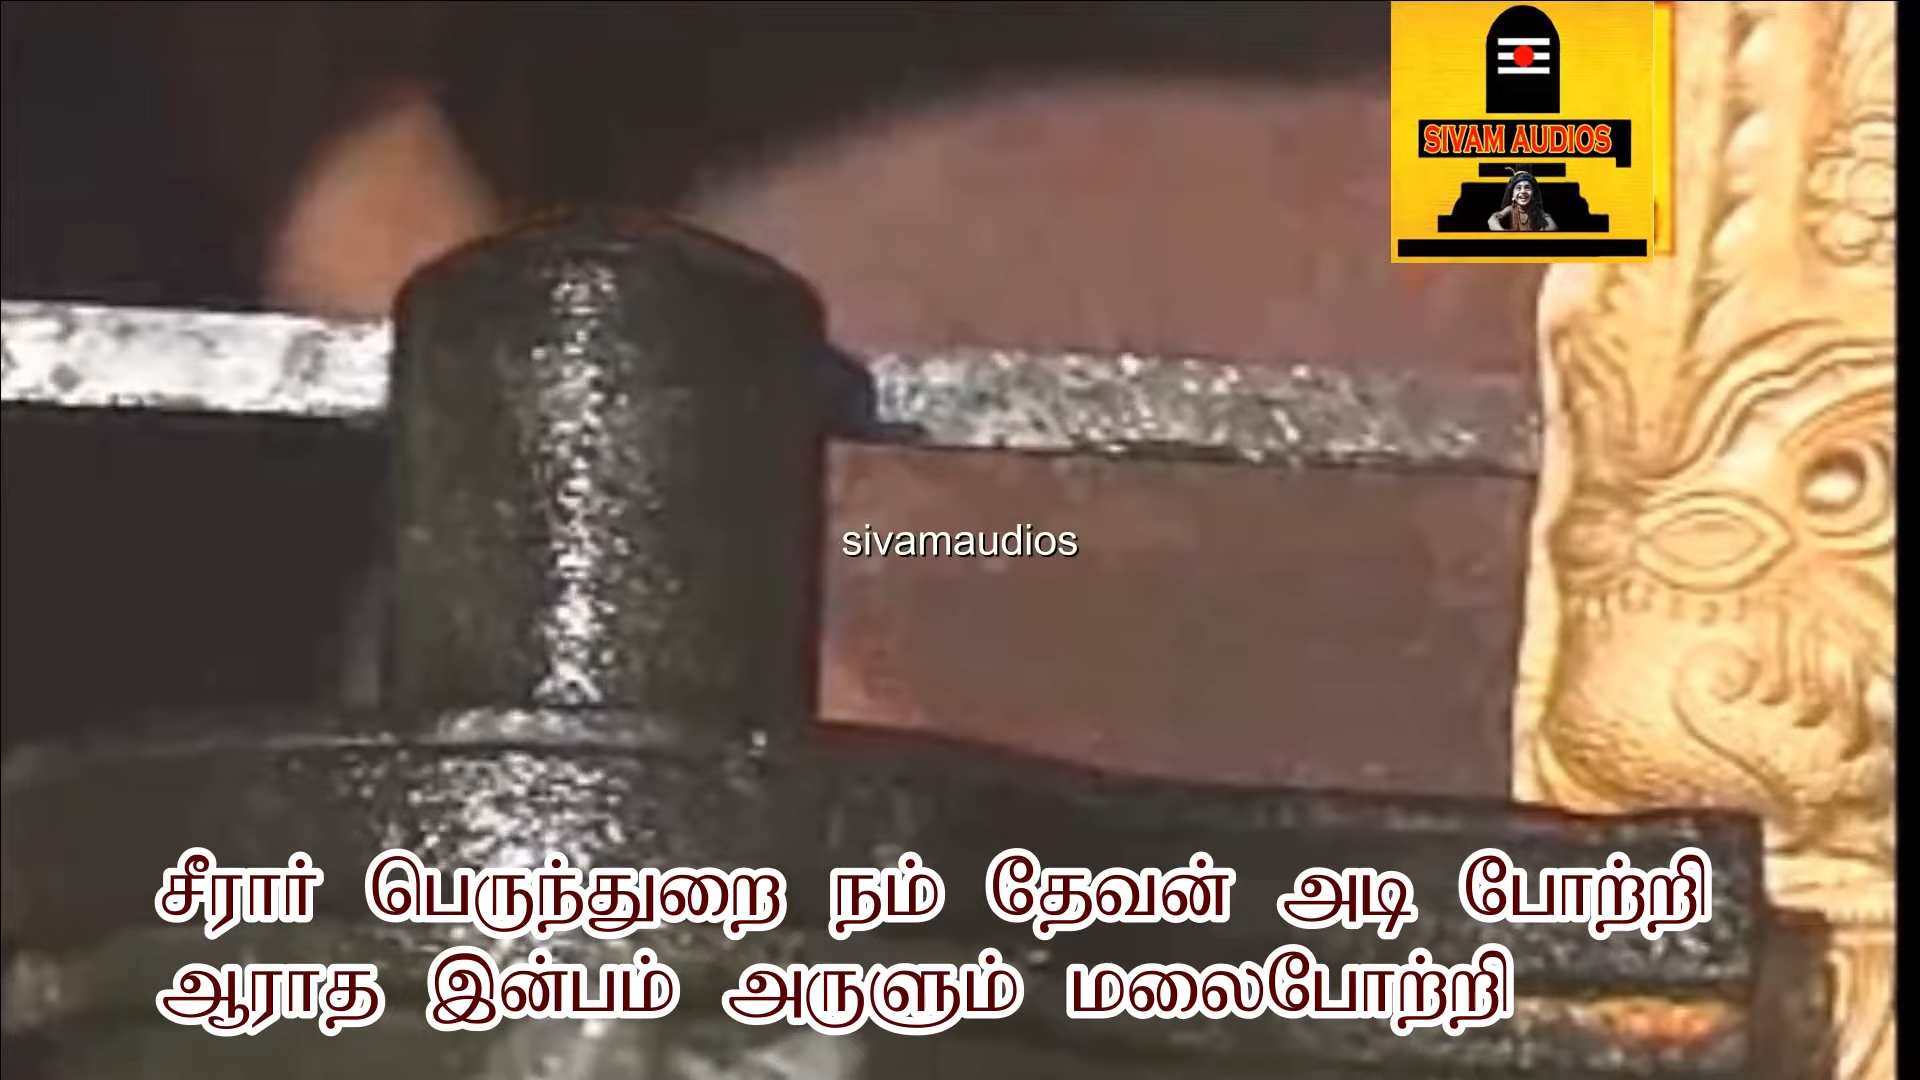 SIVAM AUDIOS
sivamaudios
சீரார் பெருந்துறை நம் தேவன் அடி போற்றி
ஆராத இன்பம் அருளும் மலைபோற்றி